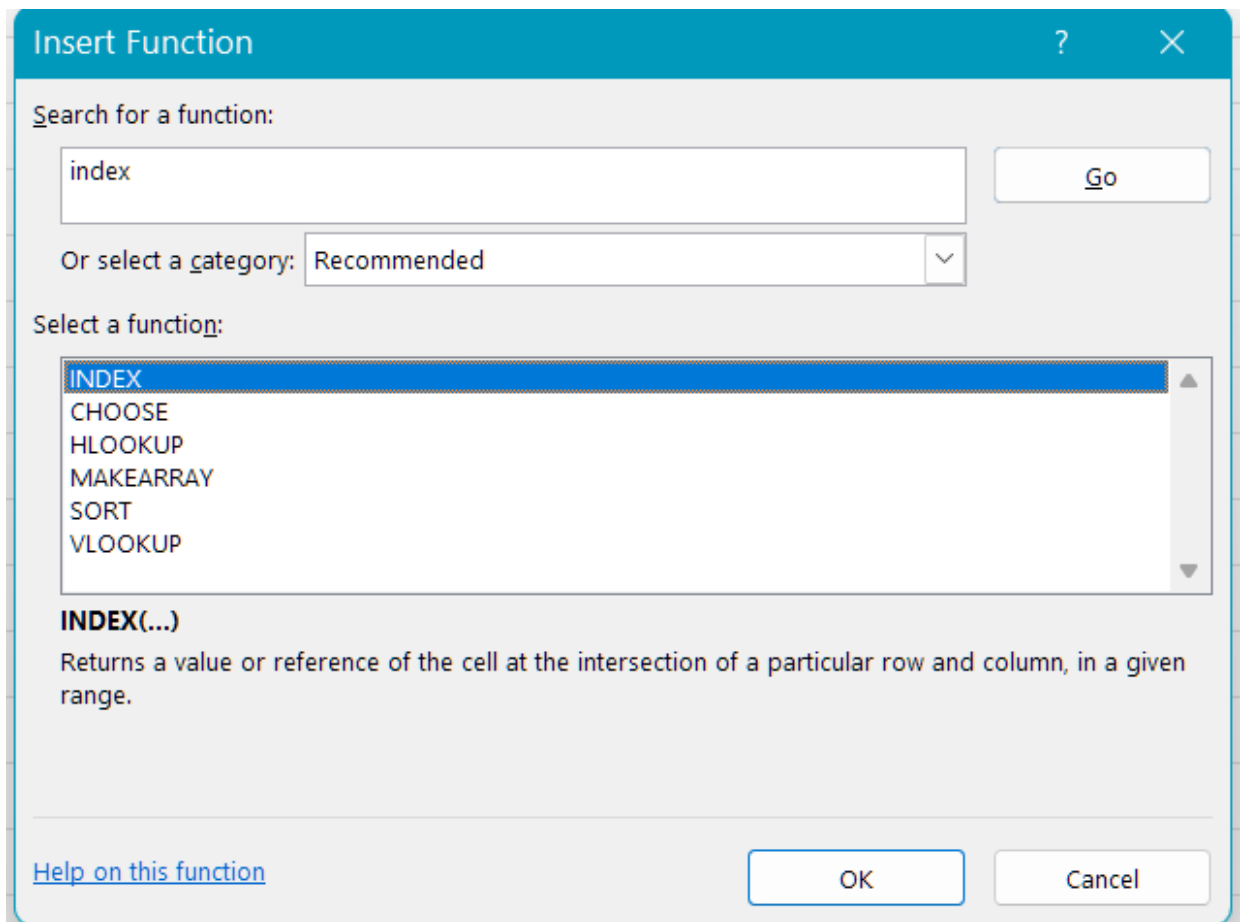 Insert Function ?
Search for a function:
index
Go
Or select a category: Recommended
Select a function:
INDEX
CHOOSE
HLOOKUP
MAKEARRAY
SORT
VLOOKUP
INDEX(...)
Returns a value or reference of the cell at the intersection of a particular row and column, in a given
range.
Help on this function
OK
Cancel